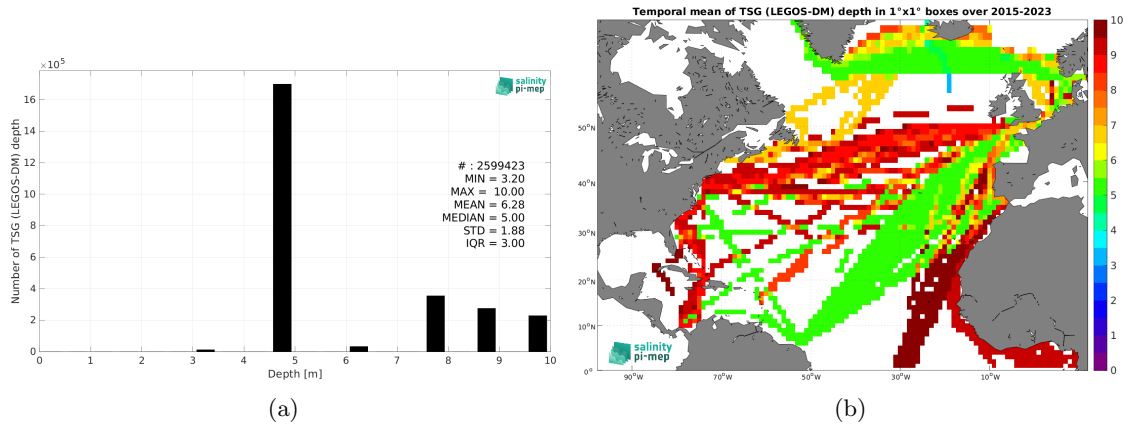 ×10⁵
16
14
12
10
8
6
4
2
0
Number of TSG (LEGOS-DM) depth
salinity
pi-mep
# : 2599423
MIN = 3.20
MAX = 10.00
MEAN = 6.28
MEDIAN = 5.00
STD = 1.88
IQR = 3.00
0 1 2 3 4 5 6 7 8 9 10
Depth [m]
(a)
Temporal mean of TSG (LEGOS-DM) depth in 1°x1° boxes over 2015-2023
50°N
40°N
30°N
20°N
10°N
0°
90°W 70°W 50°W 30°W 10°W
salinity
pi-mep
10
9
8
7
6
5
4
3
2
1
0
(b)